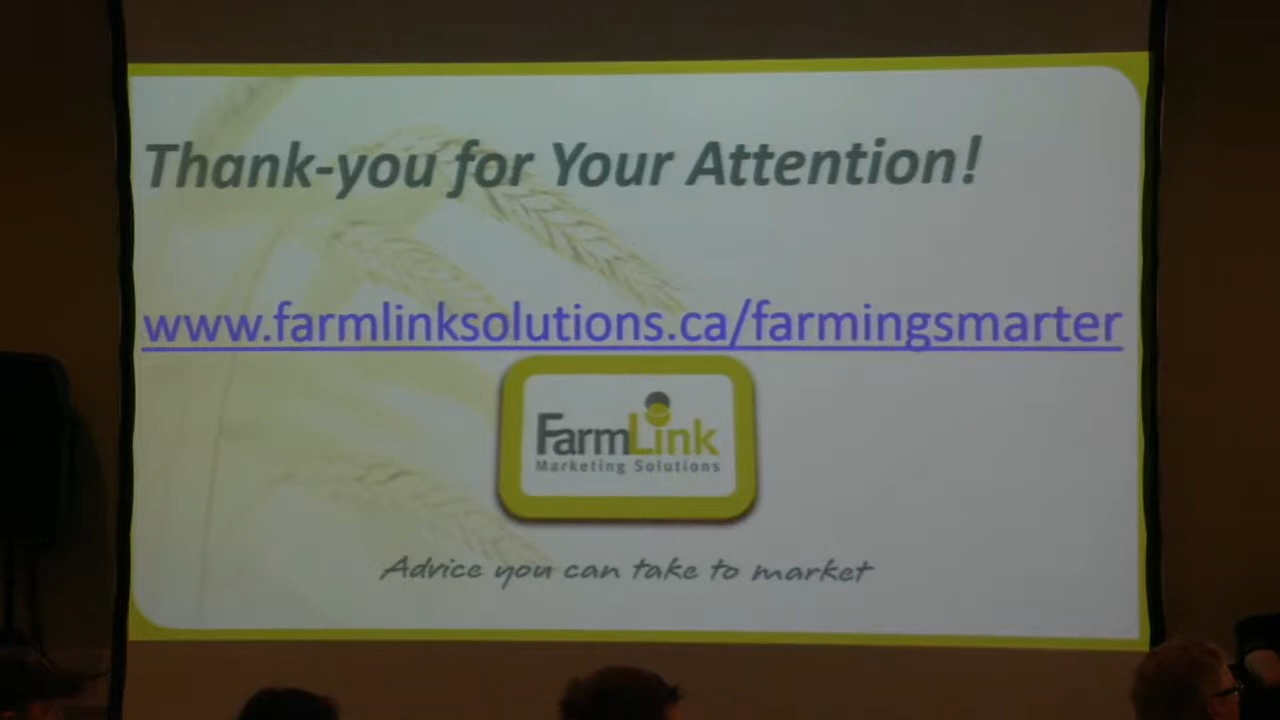 Thank-you for Your Attention!
www.farmlinksolutions.ca/farmingsmarter
FarmLink
Marketing Solutions
Advice you can take to market